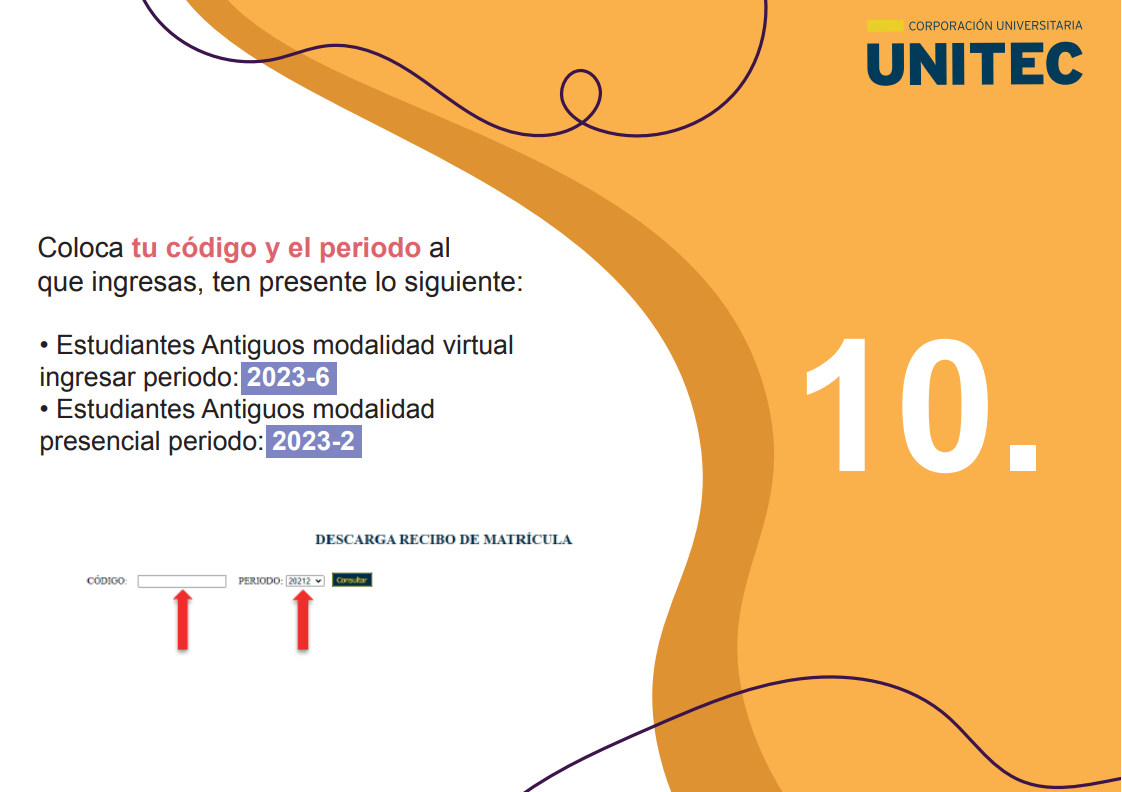 CORPORACIÓN UNIVERSITARIA
UNITEC
Coloca tu código y el periodo al
que ingresas, ten presente lo siguiente:
• Estudiantes Antiguos modalidad virtual
ingresar periodo: 2023-6
• Estudiantes Antiguos modalidad
presencial periodo: 2023-2
10.
DESCARGA RECIBO DE MATRÍCULA
CÓDIGO: PERIODO: 20212 Consultar